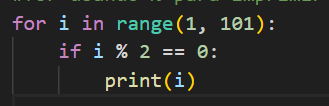 for i in range(1, 101):
    if i % 2 == 0:
        print(i)